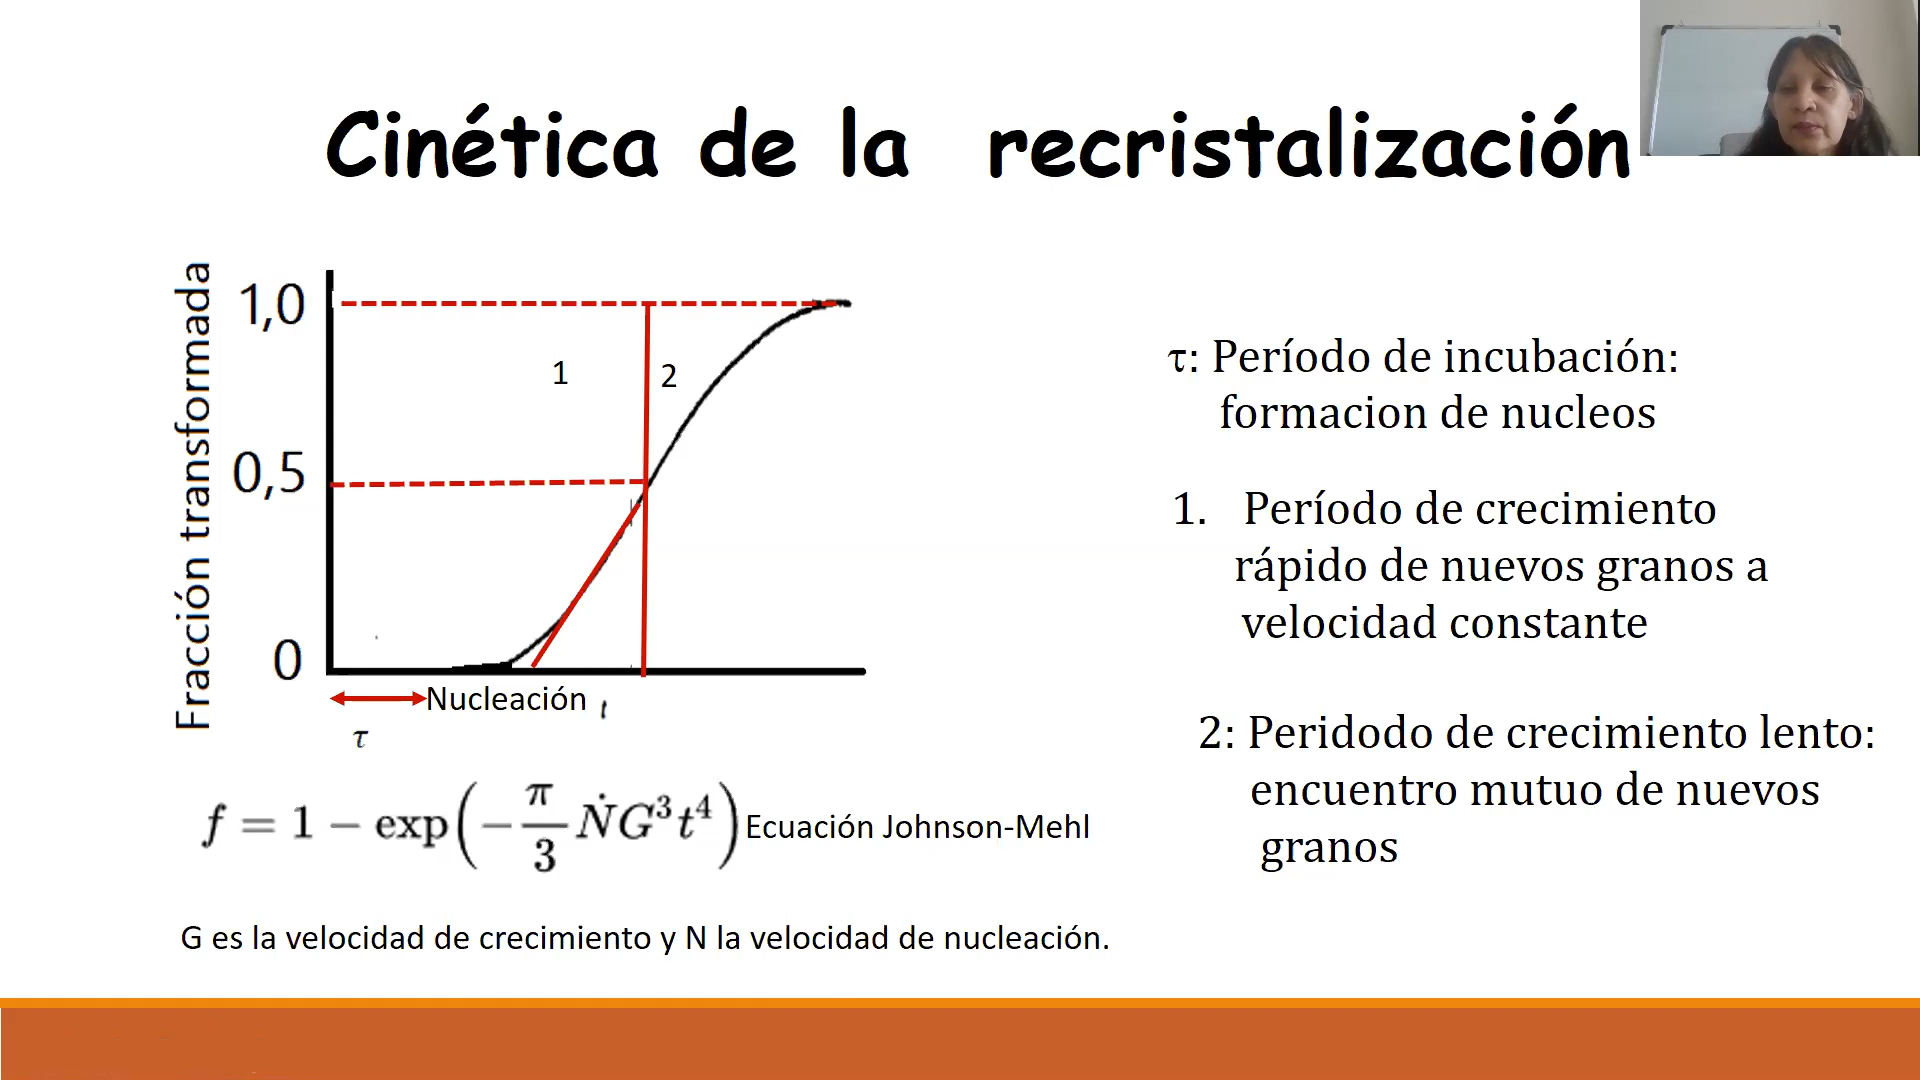 Cinética de la recristalización
Fracción transformada
1,0
0,5
0
1
2
Nucleación t
τ
f = 1 − exp(−π/3 ṄG³t⁴) Ecuación Johnson-Mehl
G es la velocidad de crecimiento y N la velocidad de nucleación.
τ: Período de incubación:
formacion de nucleos
1. Período de crecimiento
rápido de nuevos granos a
velocidad constante
2: Peridodo de crecimiento lento:
encuentro mutuo de nuevos
granos